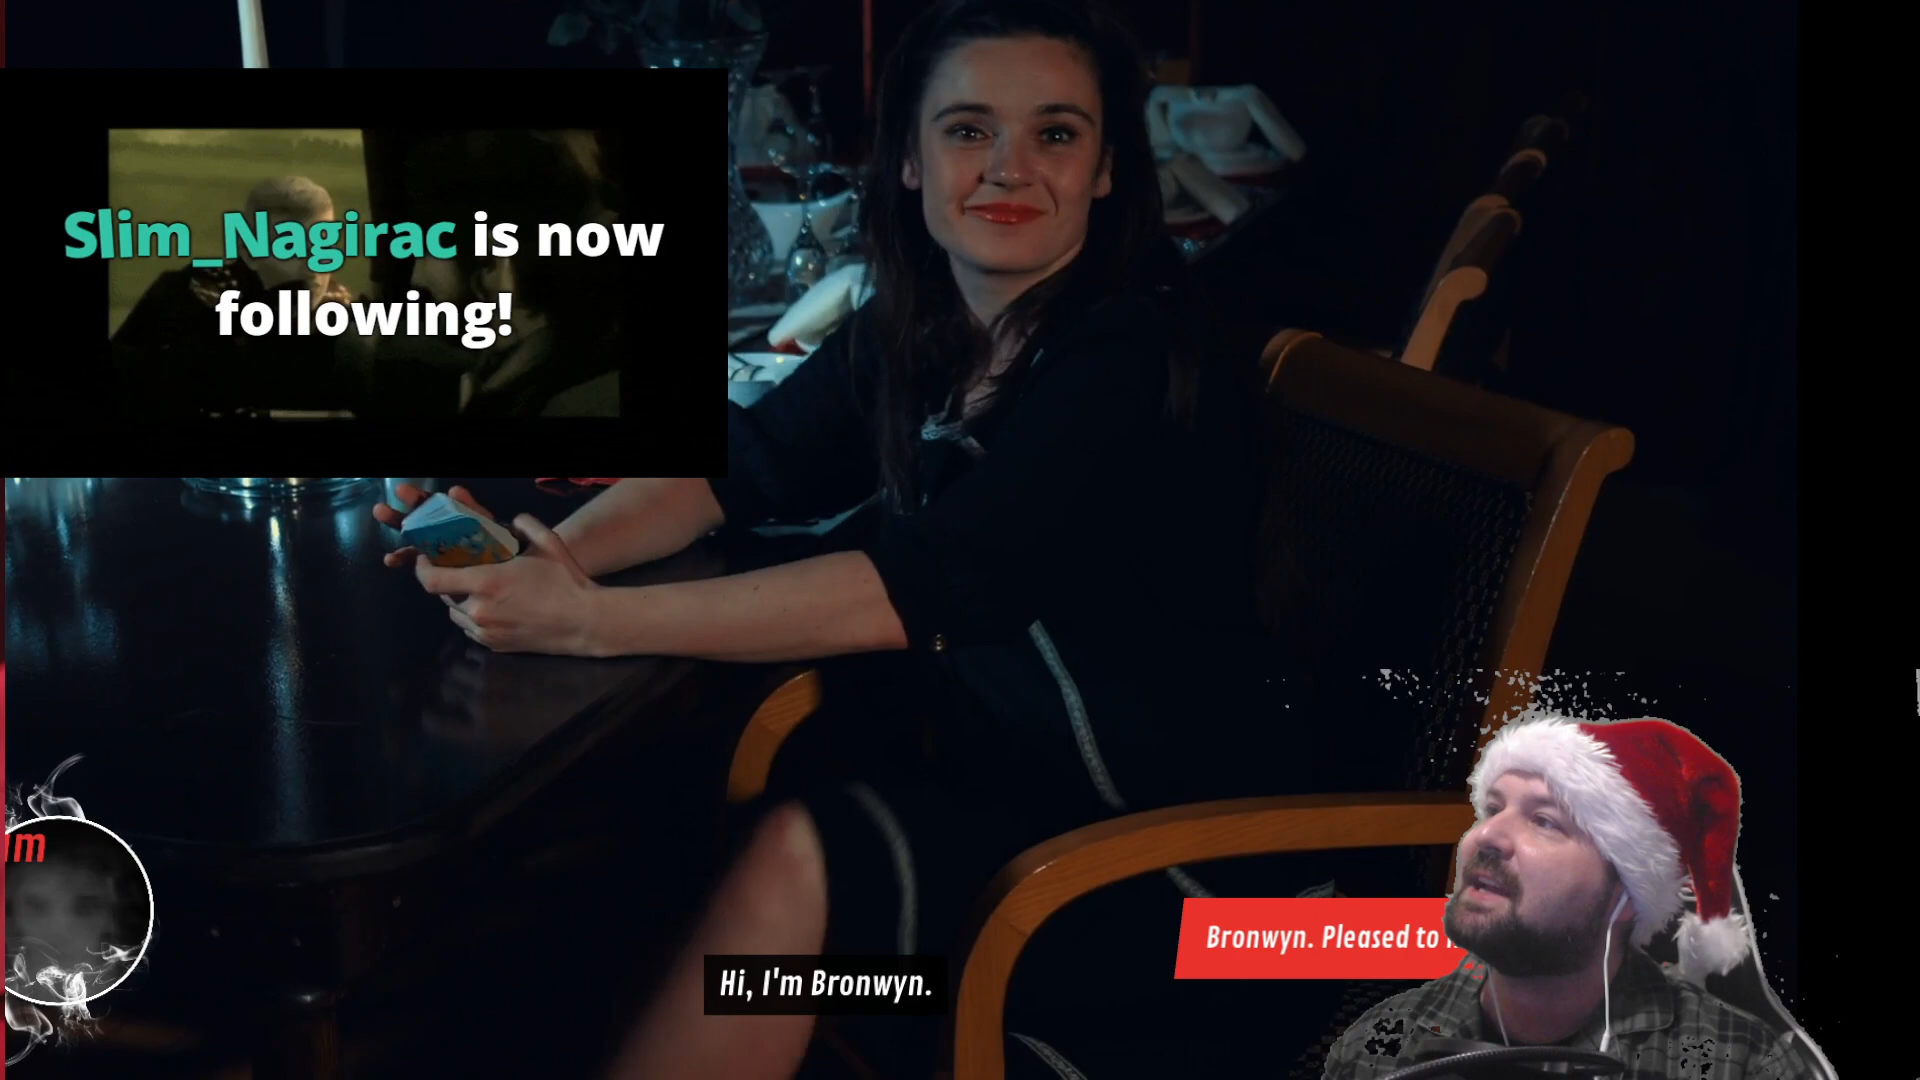 Slim_Nagirac is now
following!
Hi, I'm Bronwyn.
Bronwyn. Pleased to